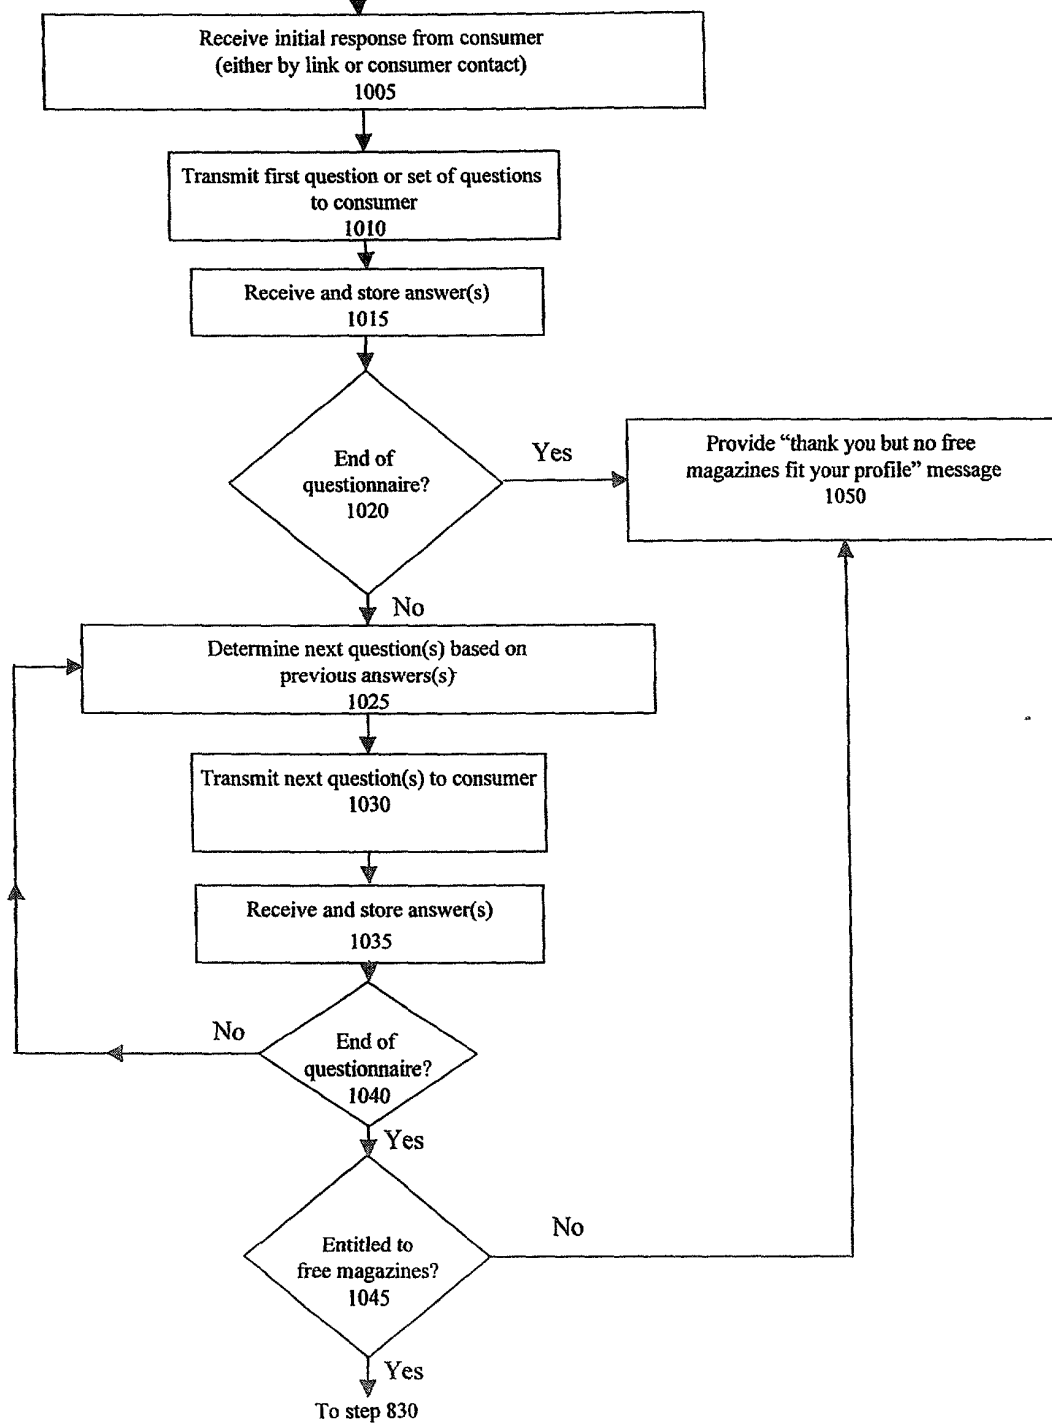 Receive initial response from consumer
(either by link or consumer contact)
1005
Transmit first question or set of questions
to consumer
1010
Receive and store answer(s)
1015
End of
questionnaire?
1020
Yes
Provide “thank you but no free
magazines fit your profile” message
1050
No
Determine next question(s) based on
previous answers(s)
1025
Transmit next question(s) to consumer
1030
Receive and store answer(s)
1035
No
End of
questionnaire?
1040
Yes
Entitled to
free magazines?
1045
No
Yes
To step 830